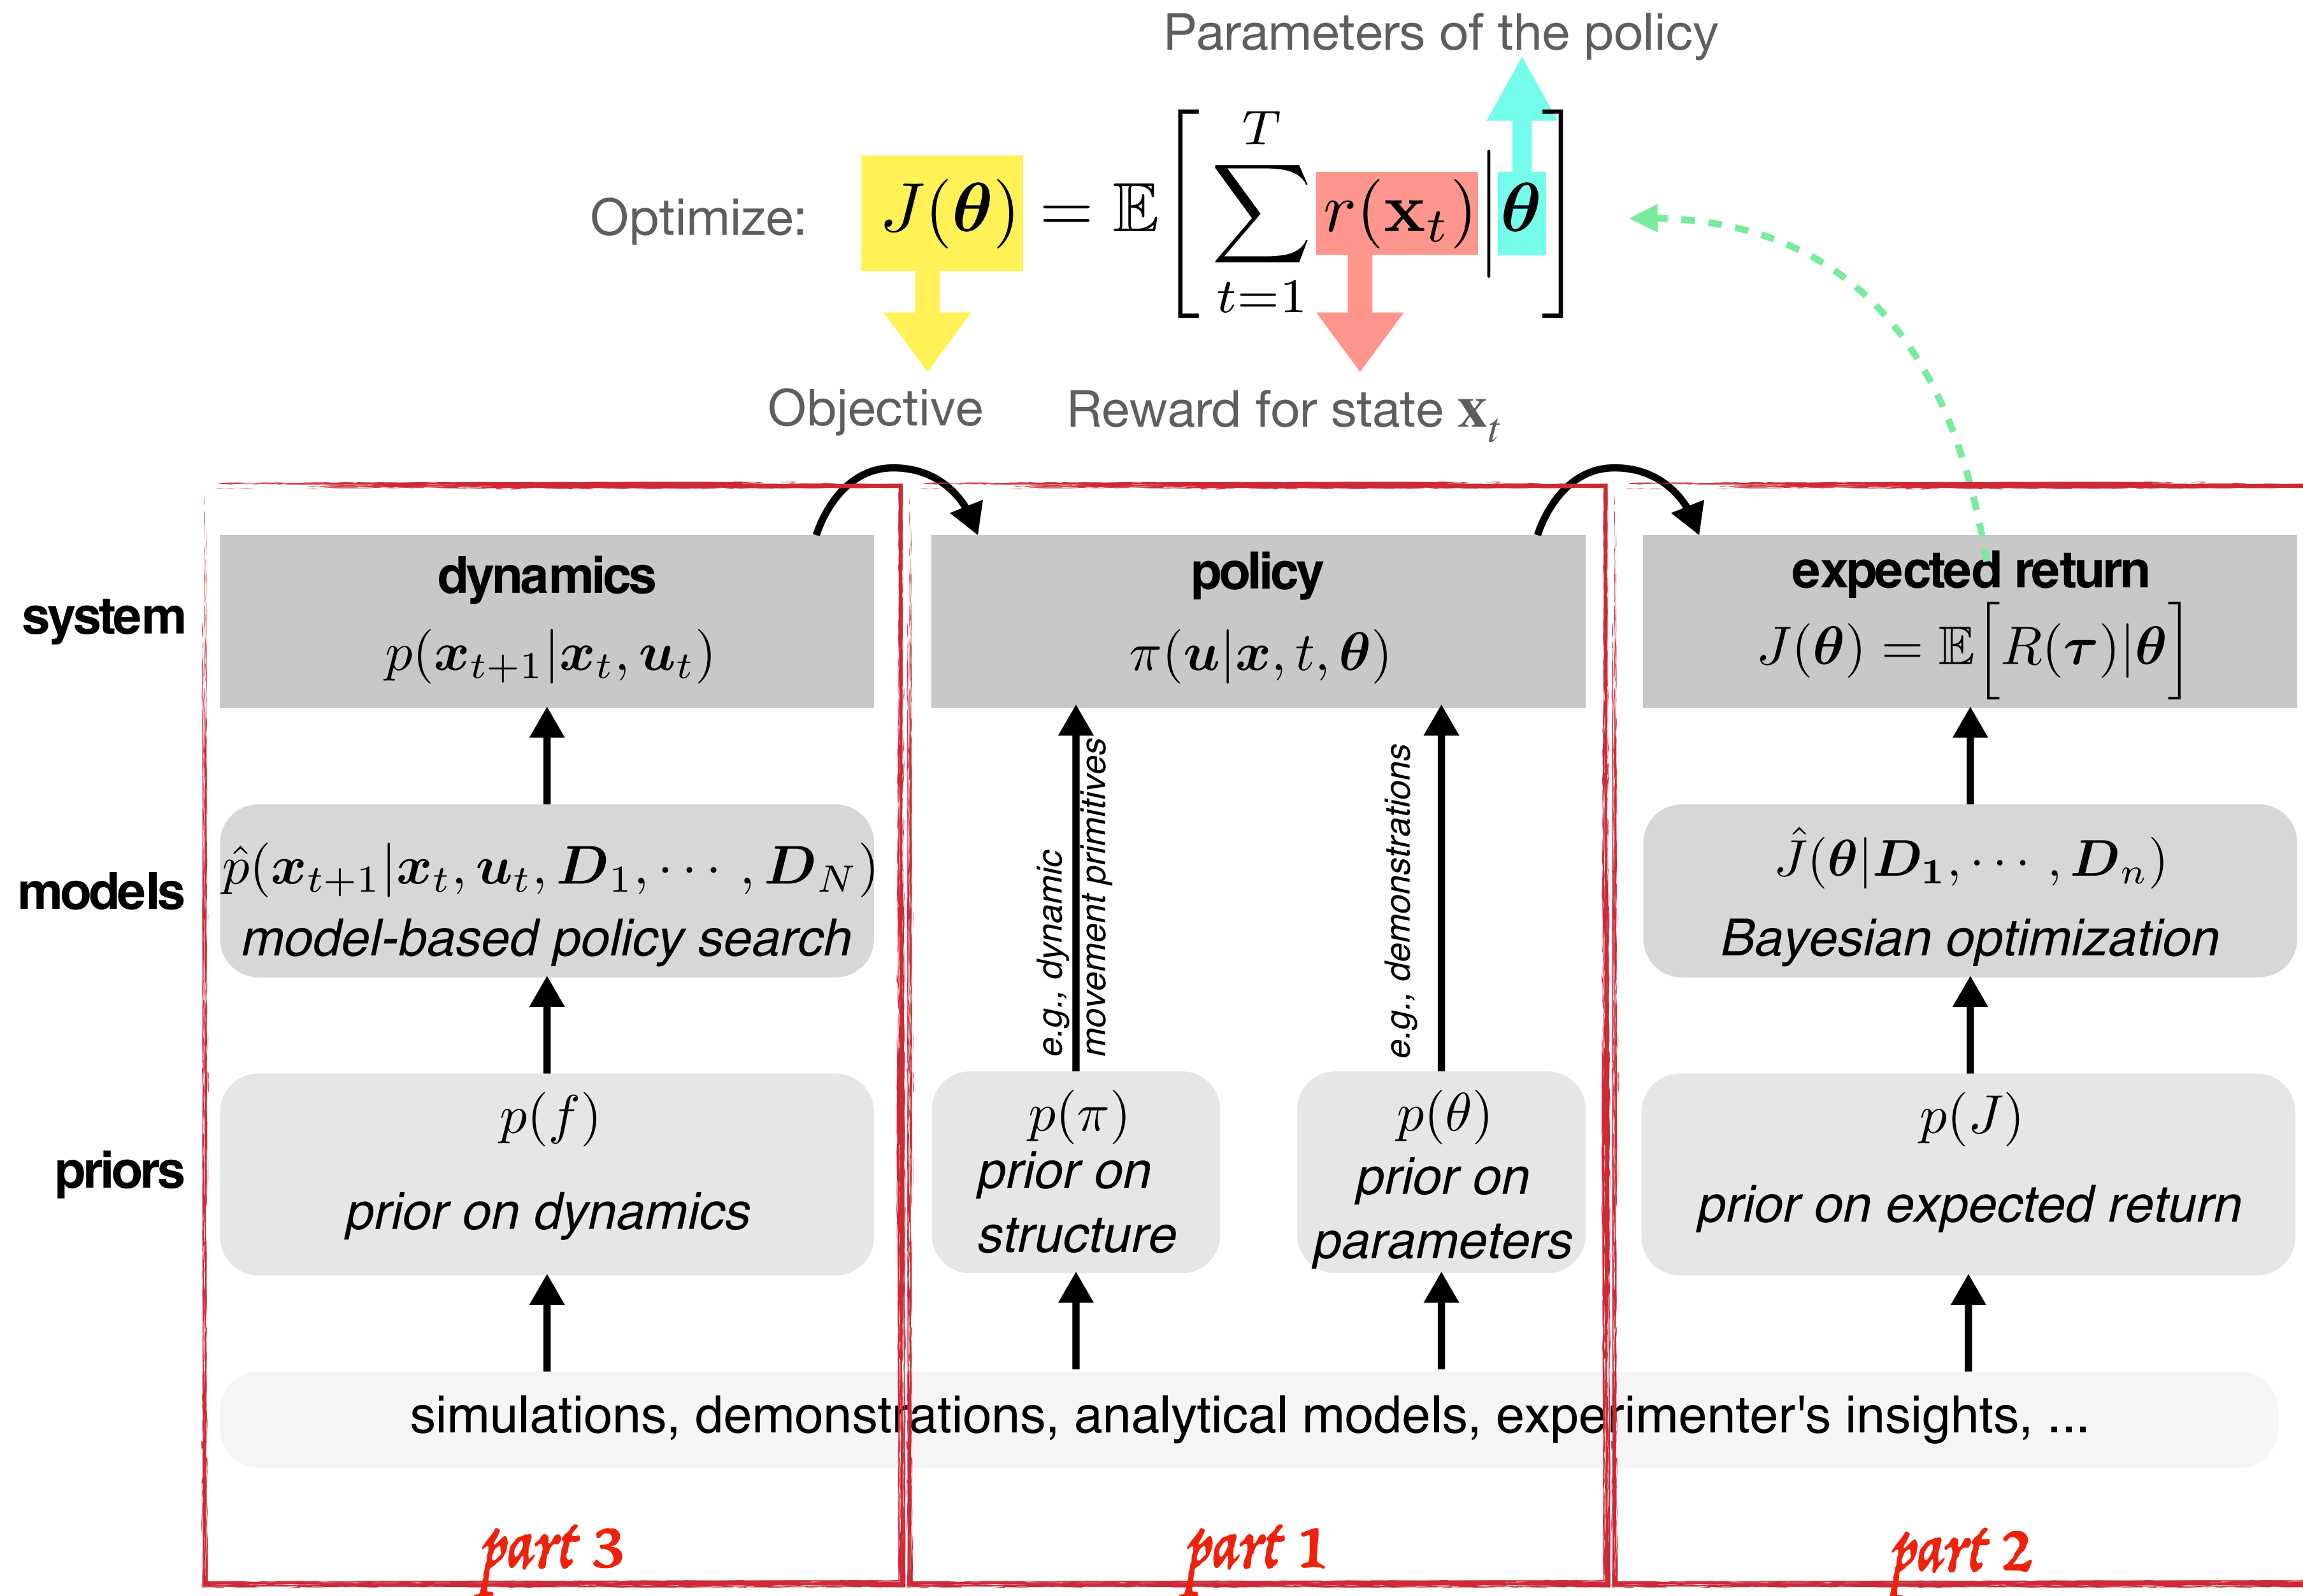 Parameters of the policy
Optimize: J(θ) = 𝔼[ ∑_{t=1}^{T} r(𝐱_t) | θ ]
Objective
Reward for state 𝐱_t
system
dynamics
p(x_{t+1}|x_t, u_t)
policy
π(u|x, t, θ)
expected return
J(θ) = 𝔼[R(τ)|θ]
models
p̂(x_{t+1}|x_t, u_t, D_1, ⋯ , D_N)
model-based policy search
e.g., dynamic
movement primitives
e.g., demonstrations
Ĵ(θ|D_1, ⋯ , D_n)
Bayesian optimization
priors
p(f)
prior on dynamics
p(π)
prior on
structure
p(θ)
prior on
parameters
p(J)
prior on expected return
simulations, demonstrations, analytical models, experimenter's insights, ...
part 3
part 1
part 2